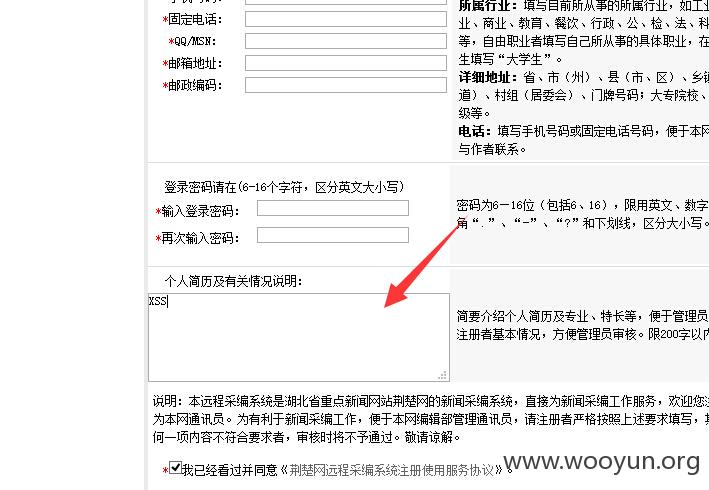 *固定电话：
*QQ/MSN：
*邮箱地址：
*邮政编码：
所属行业：填写目前所从事的所属行业，如工业
业、商业、教育、餐饮、行政、公、检、法、科
等，自由职业者填写自己所从事的具体职业，在
生填写“大学生”。
详细地址：省、市（州）、县（市、区）、乡镇
道）、村组（居委会）、门牌号码；大专院校、
级等。
电话：填写手机号码或固定电话号码，便于本网
与作者联系。
登录密码请在(6-16个字符，区分英文大小写)
*输入登录密码：
*再次输入密码：
密码为6—16位（包括6、16），限用英文、数字
角“.”、“-”、“?”和下划线，区分大小写。
个人简历及有关情况说明：
XSS
简要介绍个人简历及专业、特长等，便于管理员
注册者基本情况，方便管理员审核。限200字以内
说明：本远程采编系统是湖北省重点新闻网站荆楚网的新闻采编系统，直接为新闻采编工作服务，欢迎您注
为本网通讯员。为有利于新闻采编工作，便于本网编辑部管理通讯员，请注册者严格按照上述要求填写，其
何一项内容不符合要求者，审核时将不予通过。敬请谅解。
*我已经看过并同意《荆楚网远程采编系统注册使用服务协议》。
www.wooyun.org